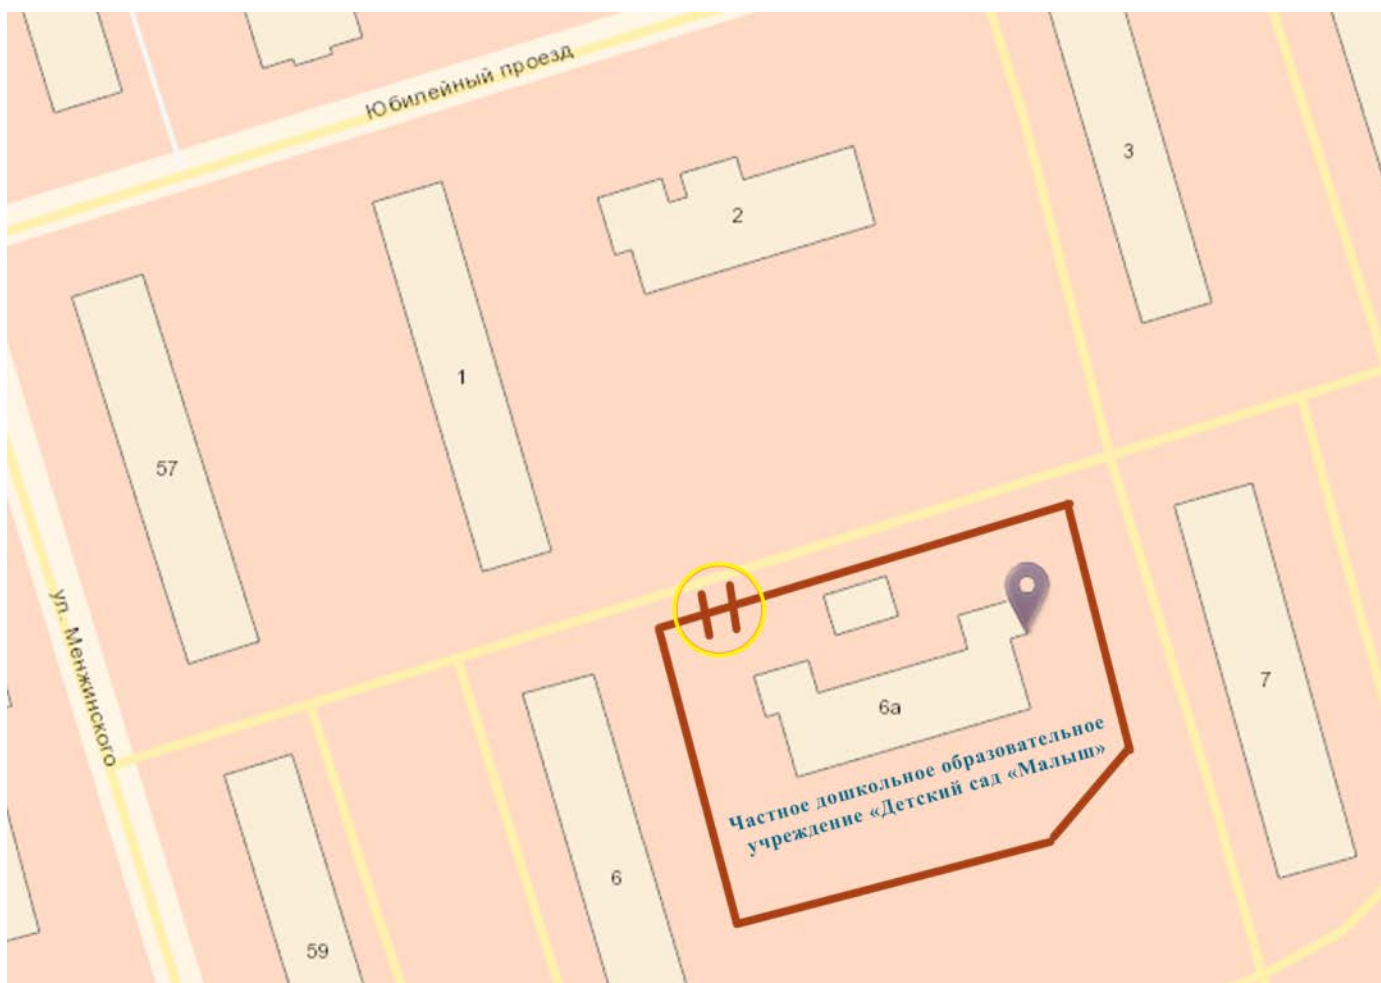 Юбилейный проезд
3
2
1
57
ул. Менжинского
7
6а
Частное дошкольное образовательное
учреждение «Детский сад «Малыш»
6
59